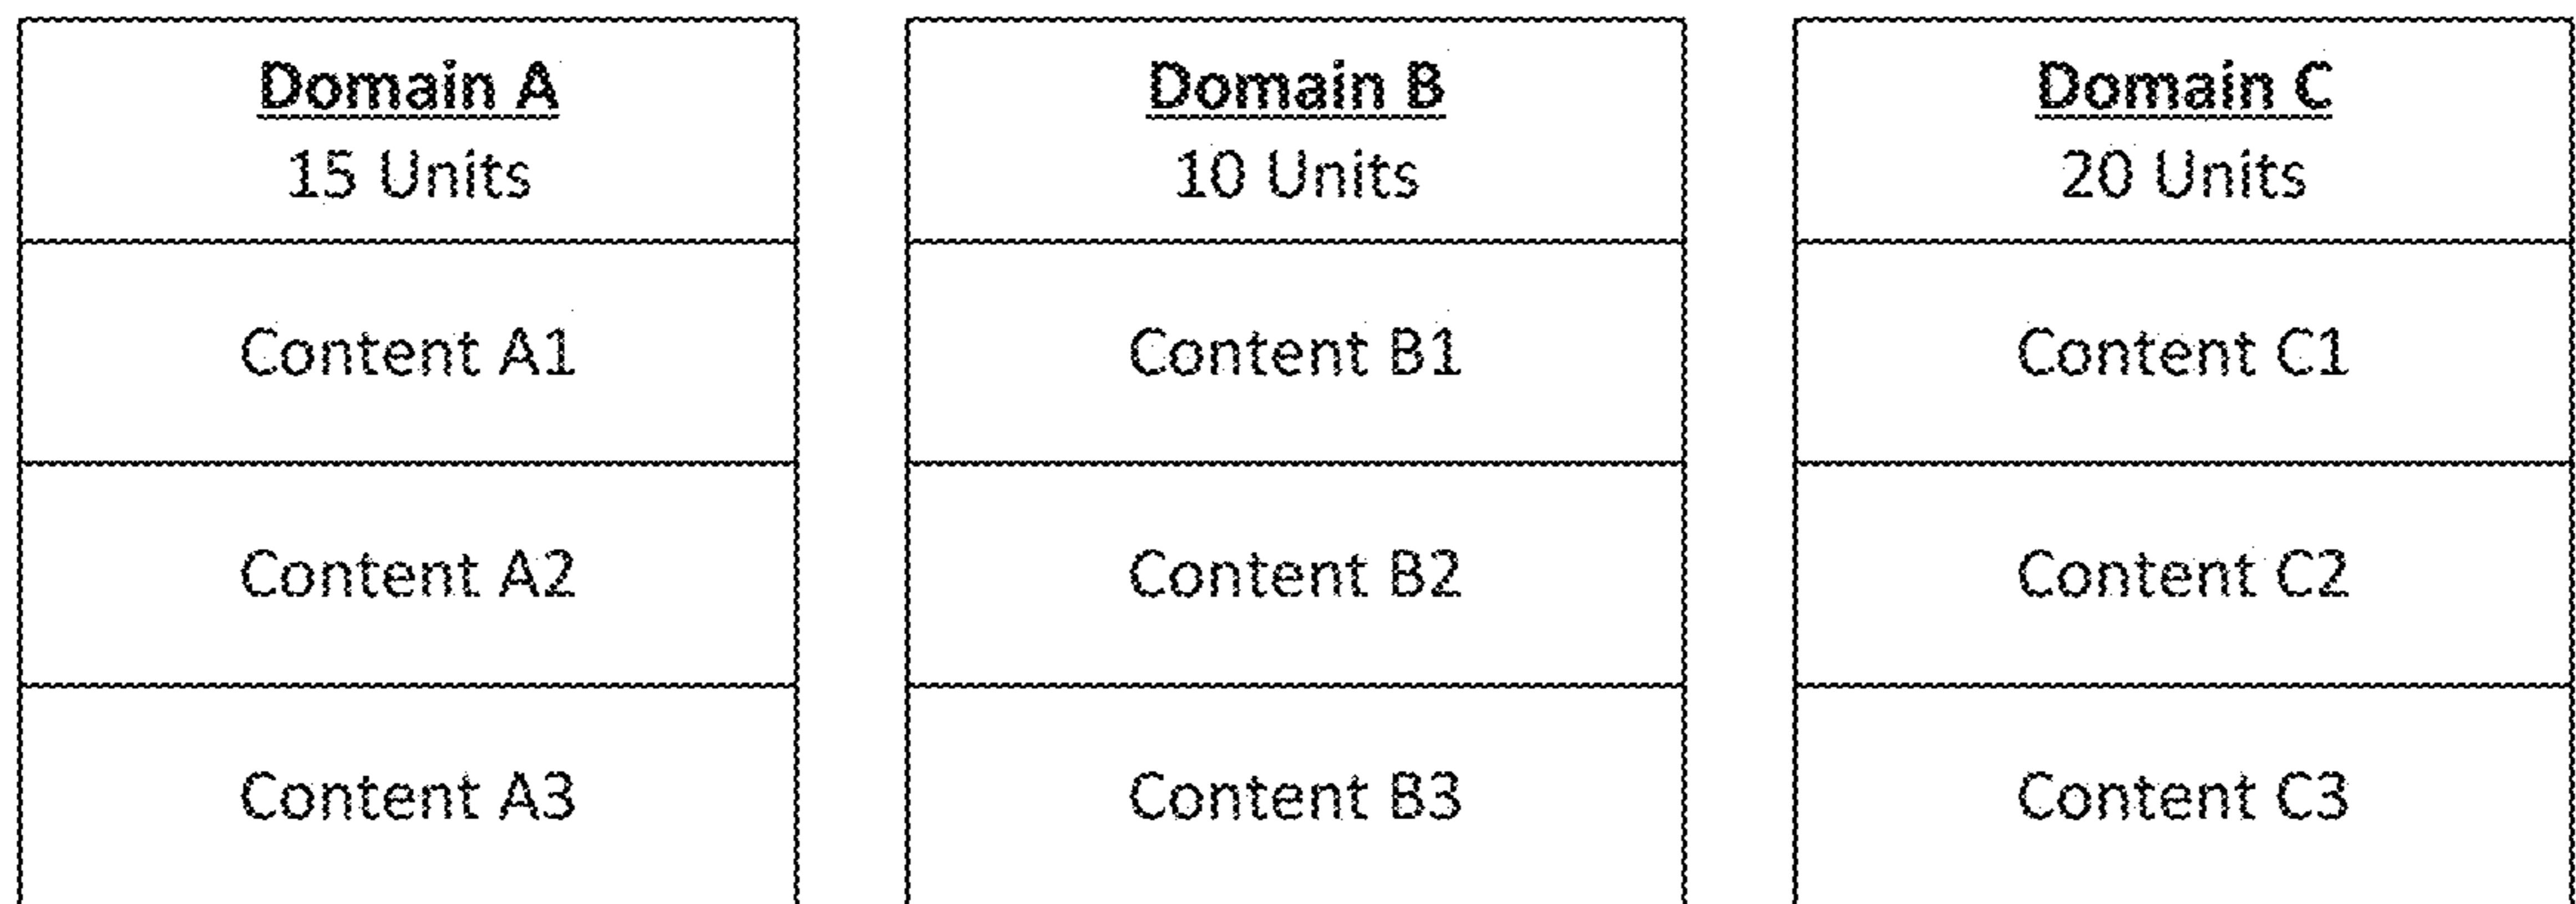 Domain A
15 Units
Content A1
Content A2
Content A3
Domain B
10 Units
Content B1
Content B2
Content B3
Domain C
20 Units
Content C1
Content C2
Content C3